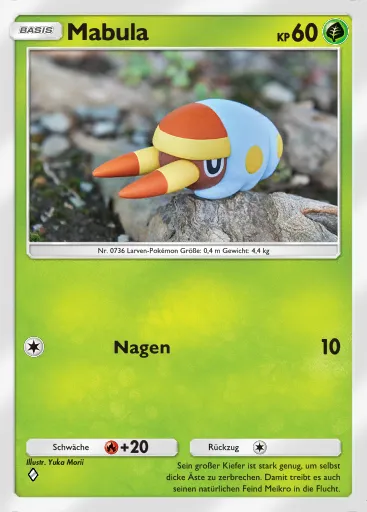 BASIS
Mabula
KP 60
Nr. 0736 Larven-Pokémon Größe: 0,4 m Gewicht: 4,4 kg
Nagen 10
Schwäche +20 Rückzug
Illustr. Yuka Morii
Sein großer Kiefer ist stark genug, um selbst
dicke Äste zu zerbrechen. Damit treibt es auch
seinen natürlichen Feind Meikro in die Flucht.